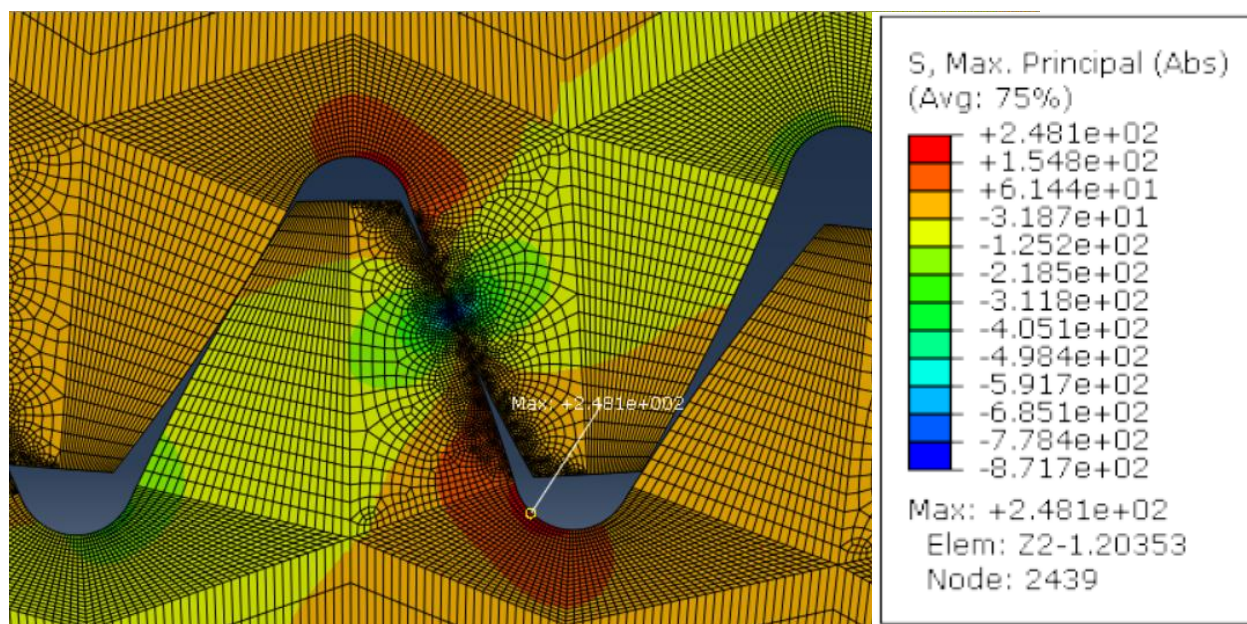 Max: +2.481e+002
S, Max. Principal (Abs)
(Avg: 75%)
+2.481e+02
+1.548e+02
+6.144e+01
-3.187e+01
-1.252e+02
-2.185e+02
-3.118e+02
-4.051e+02
-4.984e+02
-5.917e+02
-6.851e+02
-7.784e+02
-8.717e+02
Max: +2.481e+02
Elem: Z2-1.20353
Node: 2439